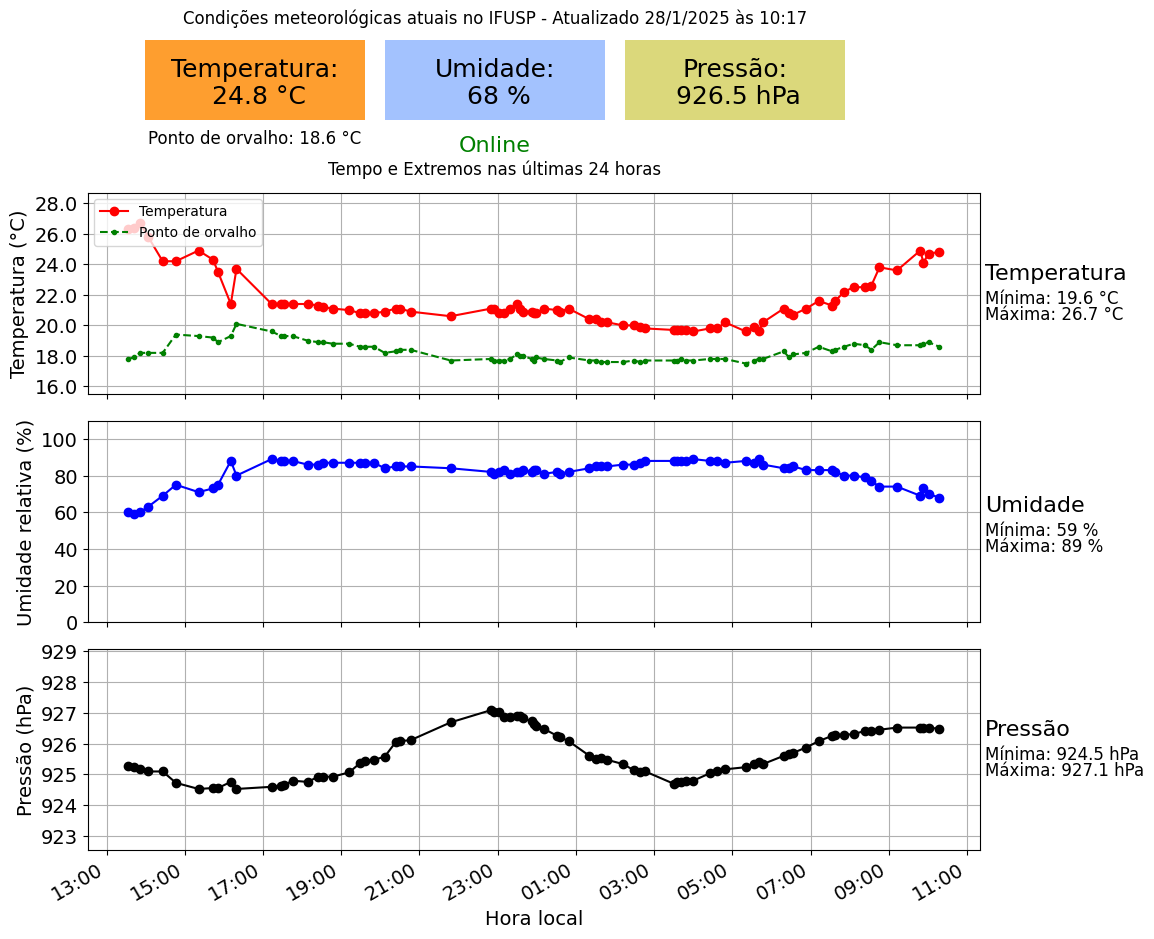 Condições meteorológicas atuais no IFUSP - Atualizado 28/1/2025 às 10:17
Temperatura:
24.8 °C
Umidade:
68 %
Pressão:
926.5 hPa
Ponto de orvalho: 18.6 °C
Online
Tempo e Extremos nas últimas 24 horas
Temperatura (°C)
28.0
26.0
24.0
22.0
20.0
18.0
16.0
Temperatura
Ponto de orvalho
Temperatura
Mínima: 19.6 °C
Máxima: 26.7 °C
Umidade relativa (%)
100
80
60
40
20
0
Umidade
Mínima: 59 %
Máxima: 89 %
Pressão (hPa)
929
928
927
926
925
924
923
Pressão
Mínima: 924.5 hPa
Máxima: 927.1 hPa
13:00
15:00
17:00
19:00
21:00
23:00
01:00
03:00
05:00
07:00
09:00
11:00
Hora local